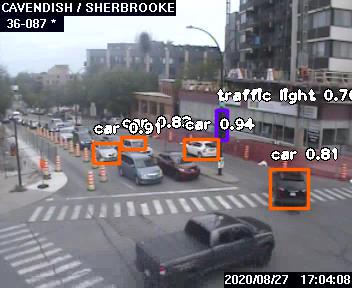 CAVENDISH / SHERBROOKE
36-087 *
traffic light 0.76
car 0.91
car 0.82
car 0.94
car 0.81
2020/08/27 17:04:08